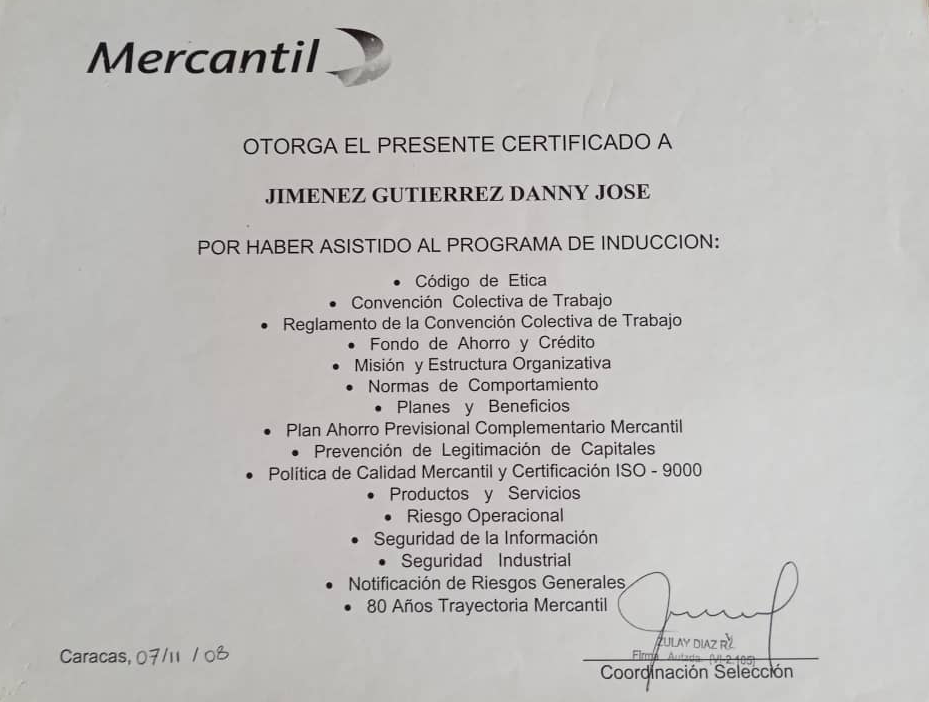 Mercantil
OTORGA EL PRESENTE CERTIFICADO A
JIMENEZ GUTIERREZ DANNY JOSE
POR HABER ASISTIDO AL PROGRAMA DE INDUCCION:
• Código de Etica
• Convención Colectiva de Trabajo
• Reglamento de la Convención Colectiva de Trabajo
• Fondo de Ahorro y Crédito
• Misión y Estructura Organizativa
• Normas de Comportamiento
• Planes y Beneficios
• Plan Ahorro Previsional Complementario Mercantil
• Prevención de Legitimación de Capitales
• Política de Calidad Mercantil y Certificación ISO - 9000
• Productos y Servicios
• Riesgo Operacional
• Seguridad de la Información
• Seguridad Industrial
• Notificación de Riesgos Generales
• 80 Años Trayectoria Mercantil
ZULAY DIAZ R.
Firma Autada.
Caracas, 07/11/08
Coordinación Selección